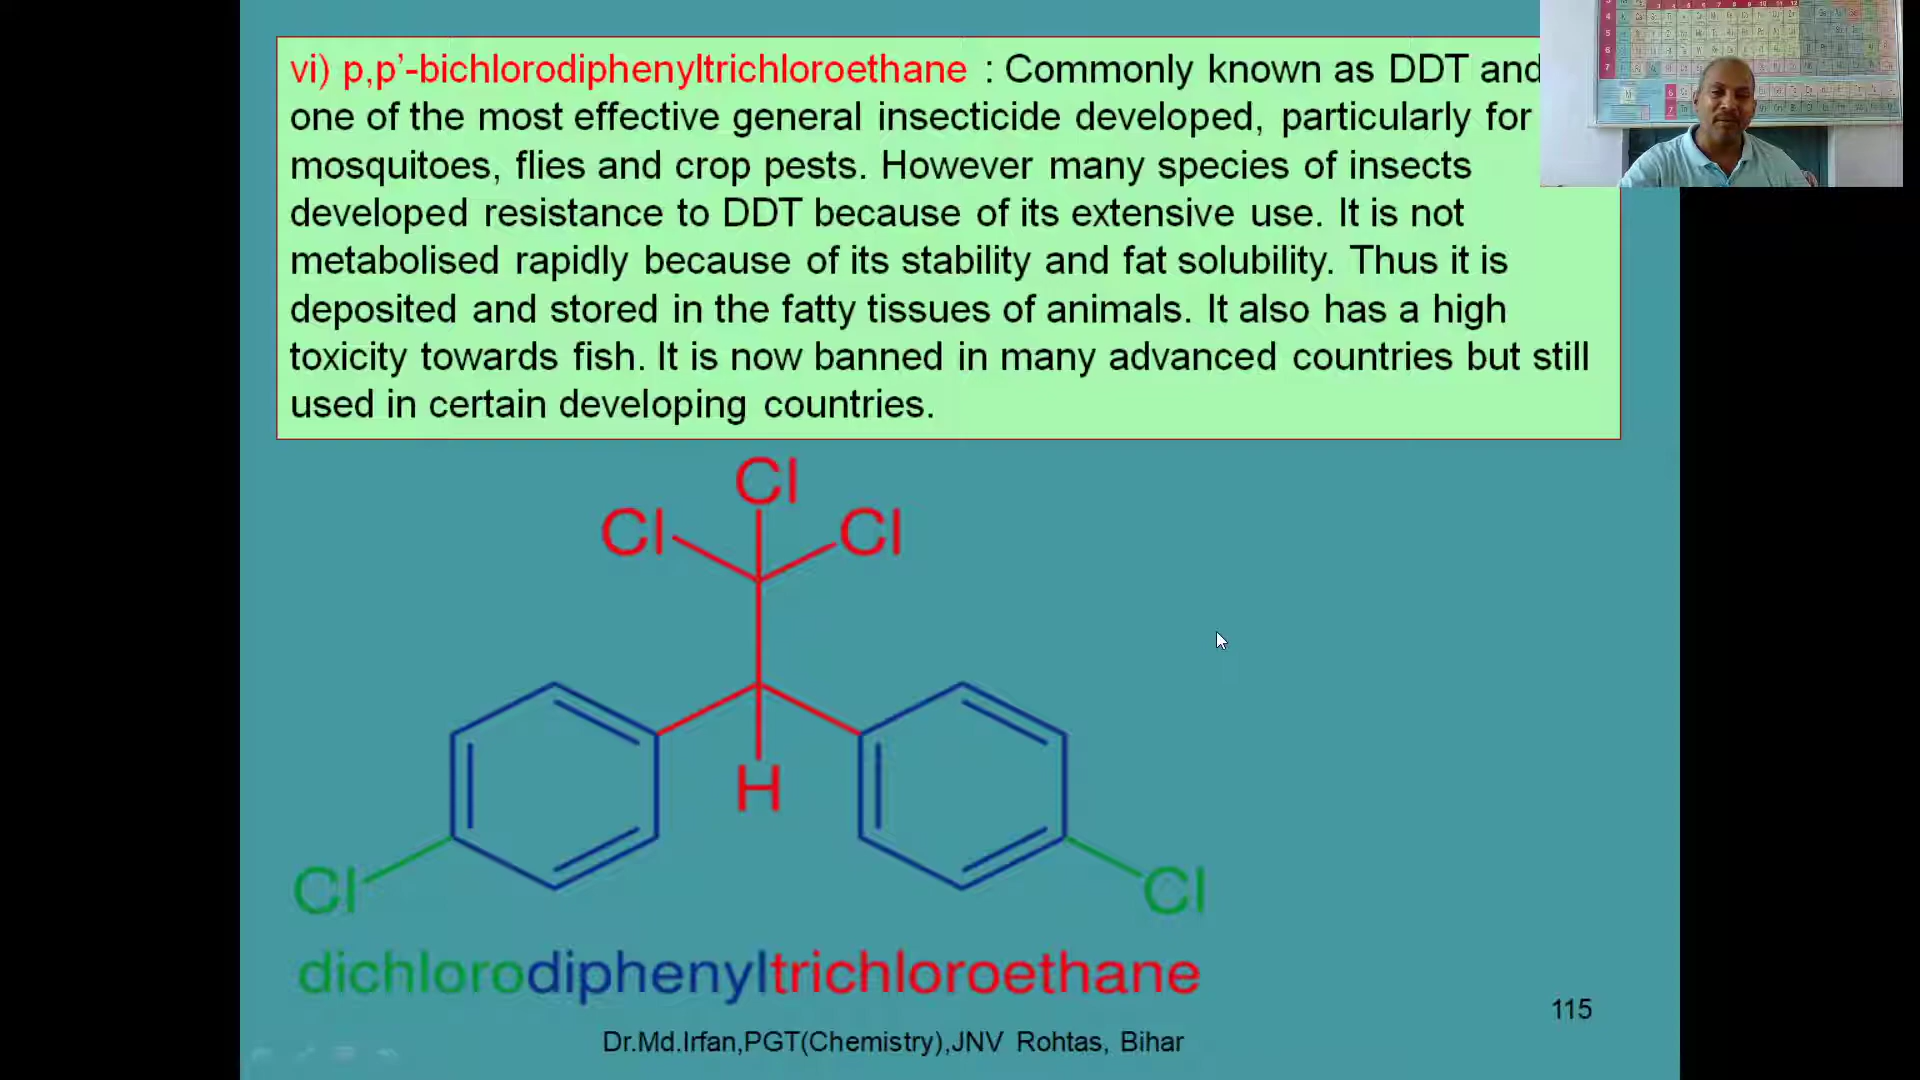 vi) p,p’-bichlorodiphenyltrichloroethane : Commonly known as DDT and
one of the most effective general insecticide developed, particularly for
mosquitoes, flies and crop pests. However many species of insects
developed resistance to DDT because of its extensive use. It is not
metabolised rapidly because of its stability and fat solubility. Thus it is
deposited and stored in the fatty tissues of animals. It also has a high
toxicity towards fish. It is now banned in many advanced countries but still
used in certain developing countries.
Cl
Cl Cl
H
Cl Cl
dichlorodiphenyltrichloroethane
115
Dr.Md.Irfan,PGT(Chemistry),JNV Rohtas, Bihar